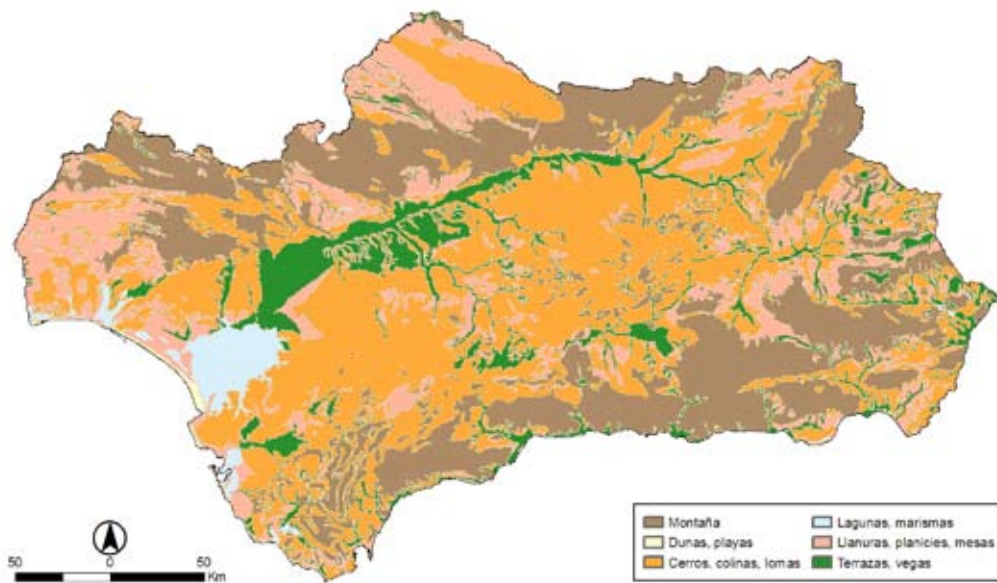 Montaña
Dunas, playas
Cerros, colinas, lomas
Lagunas, marismas
Llanuras, planicies, mesas
Terrazas, vegas
50 0 50
Km